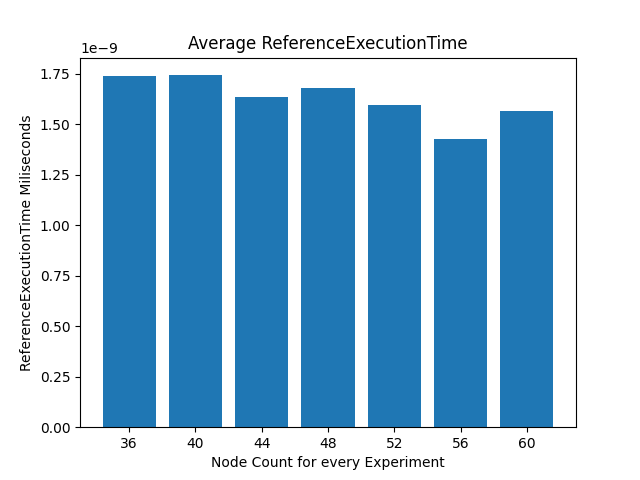 Average ReferenceExecutionTime
1e−9
1.75
1.50
1.25
1.00
0.75
0.50
0.25
0.00
ReferenceExecutionTime Miliseconds
36 40 44 48 52 56 60
Node Count for every Experiment